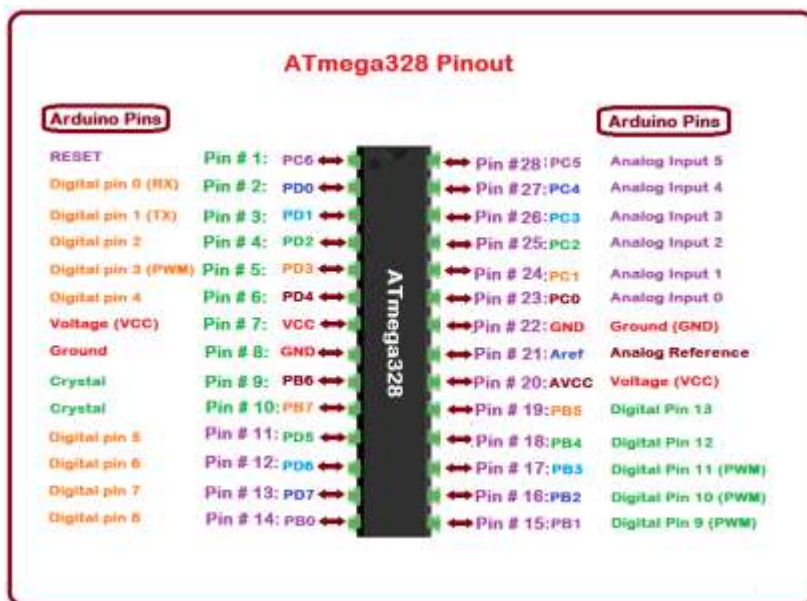 ATmega328 Pinout
Arduino Pins
Arduino Pins
RESET Pin # 1: PC6
Digital pin 0 (RX) Pin # 2: PD0
Digital pin 1 (TX) Pin # 3: PD1
Digital pin 2 Pin # 4: PD2
Digital pin 3 (PWM) Pin # 5: PD3
Digital pin 4 Pin # 6: PD4
Voltage (VCC) Pin # 7: VCC
Ground Pin # 8: GND
Crystal Pin # 9: PB6
Crystal Pin # 10: PB7
Digital pin 5 Pin # 11: PD5
Digital pin 6 Pin # 12: PD6
Digital pin 7 Pin # 13: PD7
Digital pin 8 Pin # 14: PB0
ATmega328
Pin #28: PC5 Analog Input 5
Pin #27: PC4 Analog Input 4
Pin #26: PC3 Analog Input 3
Pin # 25: PC2 Analog Input 2
Pin # 24: PC1 Analog Input 1
Pin # 23: PC0 Analog Input 0
Pin # 22: GND Ground (GND)
Pin # 21: Aref Analog Reference
Pin # 20: AVCC Voltage (VCC)
Pin # 19: PB5 Digital Pin 13
Pin # 18: PB4 Digital Pin 12
Pin # 17: PB3 Digital Pin 11 (PWM)
Pin # 16: PB2 Digital Pin 10 (PWM)
Pin # 15: PB1 Digital Pin 9 (PWM)